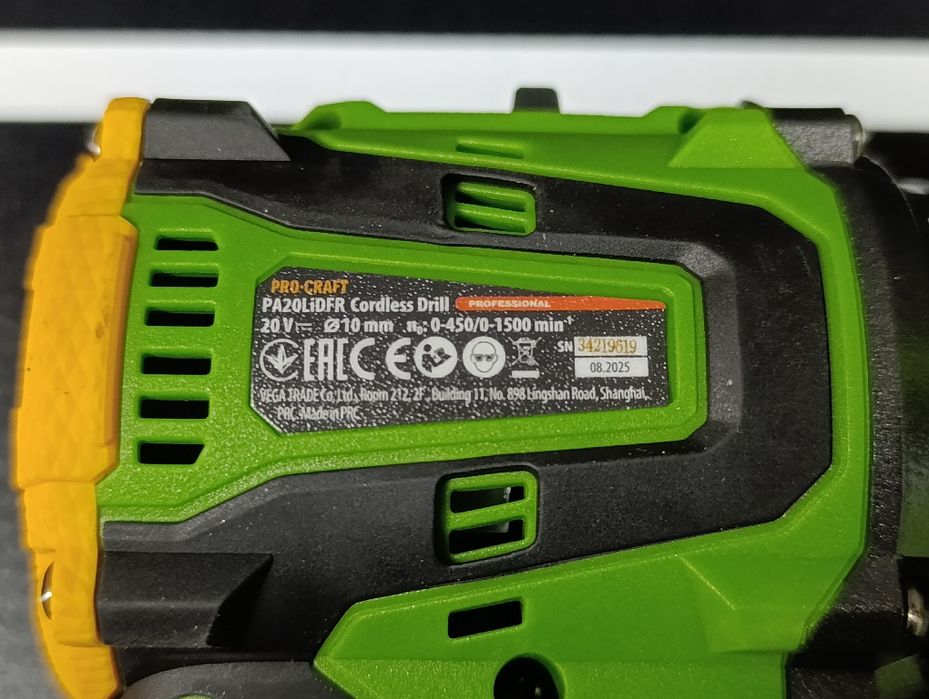 PRO-CRAFT
PA20LiDFR Cordless Drill PROFESSIONAL
20 V⎓ Ø10 mm n₀: 0-450/0-1500 min⁻¹
EAC CE SN 34219619
08.2025
VEGA TRADE Co, Ltd., Room 212, 2F, Building 11, No. 898 Lingshan Road, Shanghai,
PRC. Made in PRC